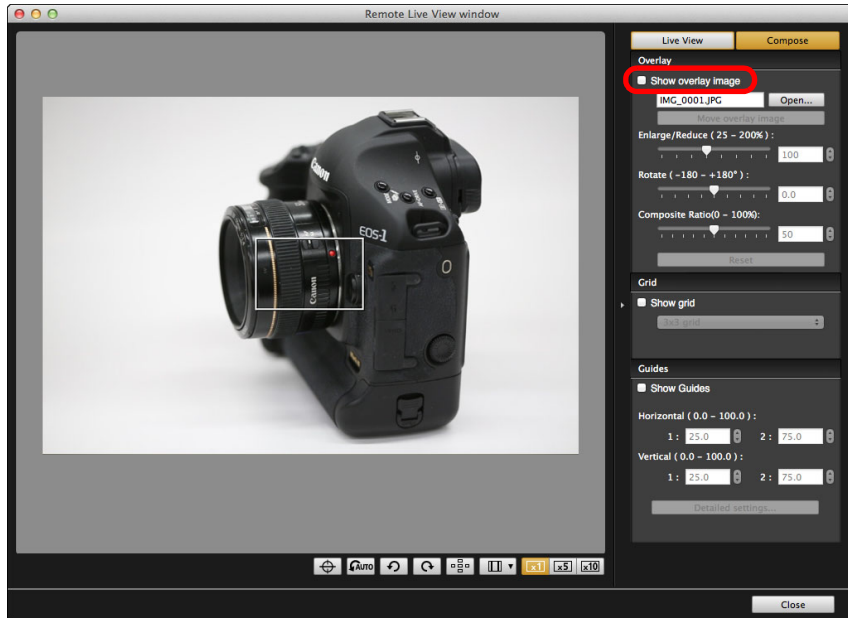 Remote Live View window
Live View Compose
Overlay
Show overlay image
IMG_0001.JPG Open...
Move overlay image
Enlarge/Reduce ( 25 – 200% ) :
100
Rotate ( –180 – +180° ) :
0.0
Composite Ratio(0 – 100%):
50
Reset
Grid
Show grid
3x3 grid
Guides
Show Guides
Horizontal ( 0.0 – 100.0 ) :
1 : 25.0 2 : 75.0
Vertical ( 0.0 – 100.0 ) :
1 : 25.0 2 : 75.0
Detailed settings...
Canon
EOS-1
Canon
AUTO x1 x5 x10
Close